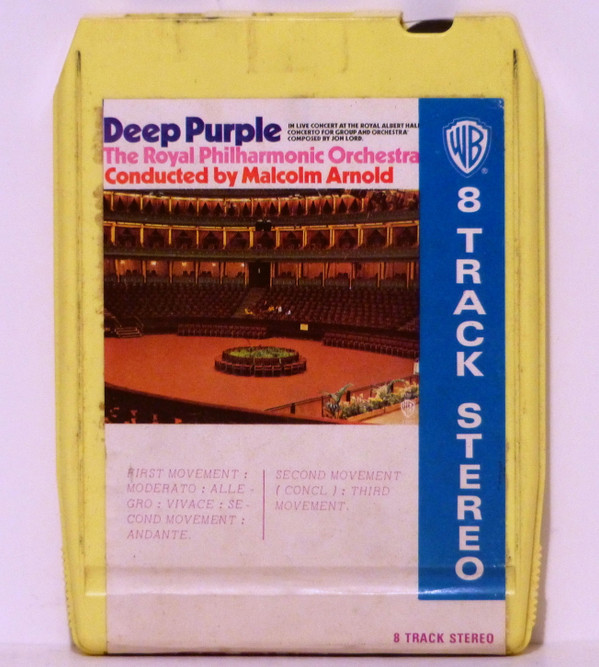 Deep Purple
IN LIVE CONCERT AT THE ROYAL ALBERT HALL
CONCERTO FOR GROUP AND ORCHESTRA'
COMPOSED BY JON LORD.
The Royal Philharmonic Orchestra
Conducted by Malcolm Arnold
WB
8 TRACK STEREO
FIRST MOVEMENT :
MODERATO : ALLE -
GRO : VIVACE : SE -
COND MOVEMENT :
ANDANTE.
SECOND MOVEMENT
( CONCL ) : THIRD
MOVEMENT.
8 TRACK STEREO